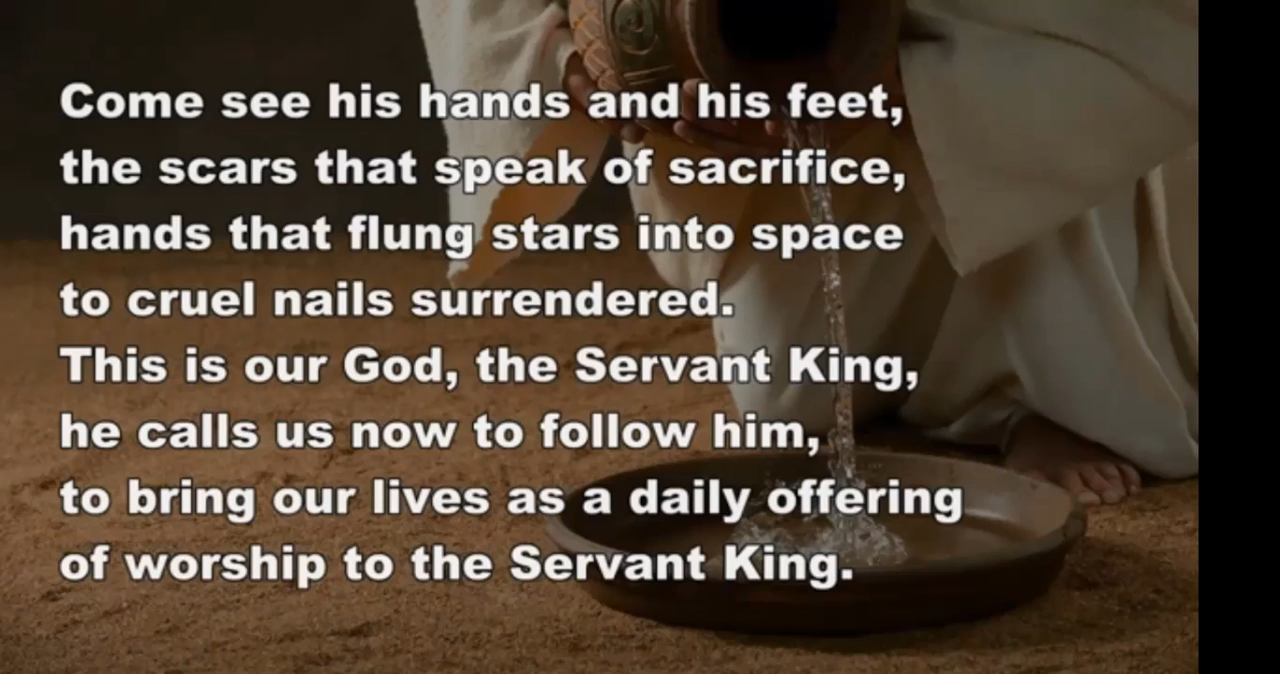 Come see his hands and his feet,
the scars that speak of sacrifice,
hands that flung stars into space
to cruel nails surrendered.
This is our God, the Servant King,
he calls us now to follow him,
to bring our lives as a daily offering
of worship to the Servant King.